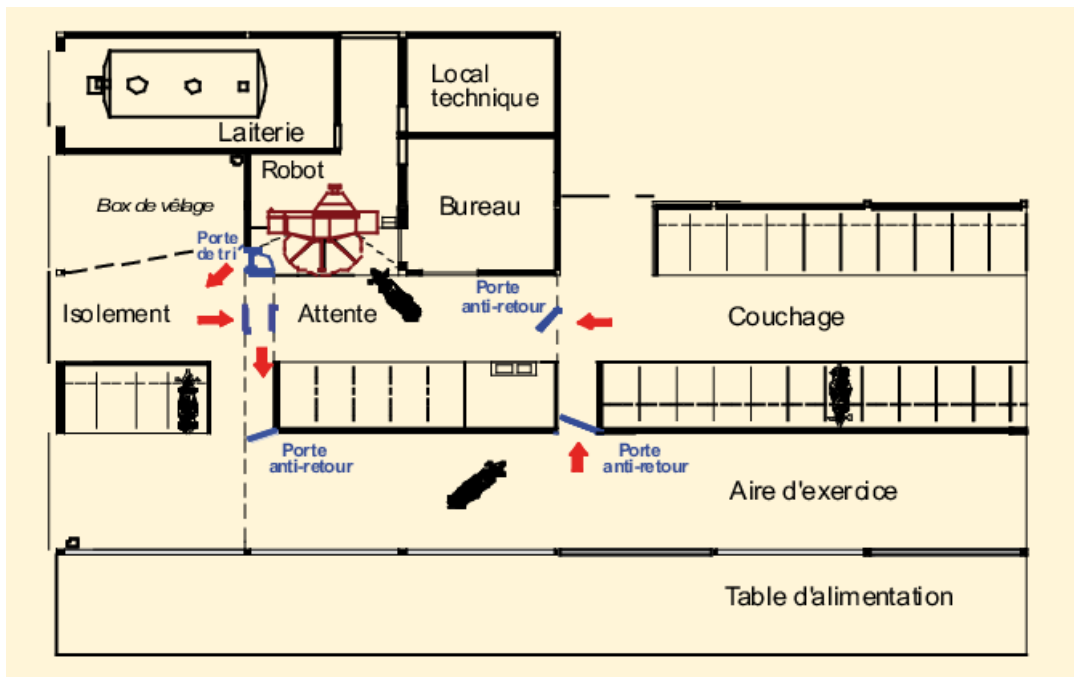 Local
technique
Laiterie
Robot
Box de vêlage
Bureau
Porte
de tri
Porte
anti-retour
Isolement
Attente
Couchage
Porte
anti-retour
Porte
anti-retour
Aire d'exercice
Table d'alimentation